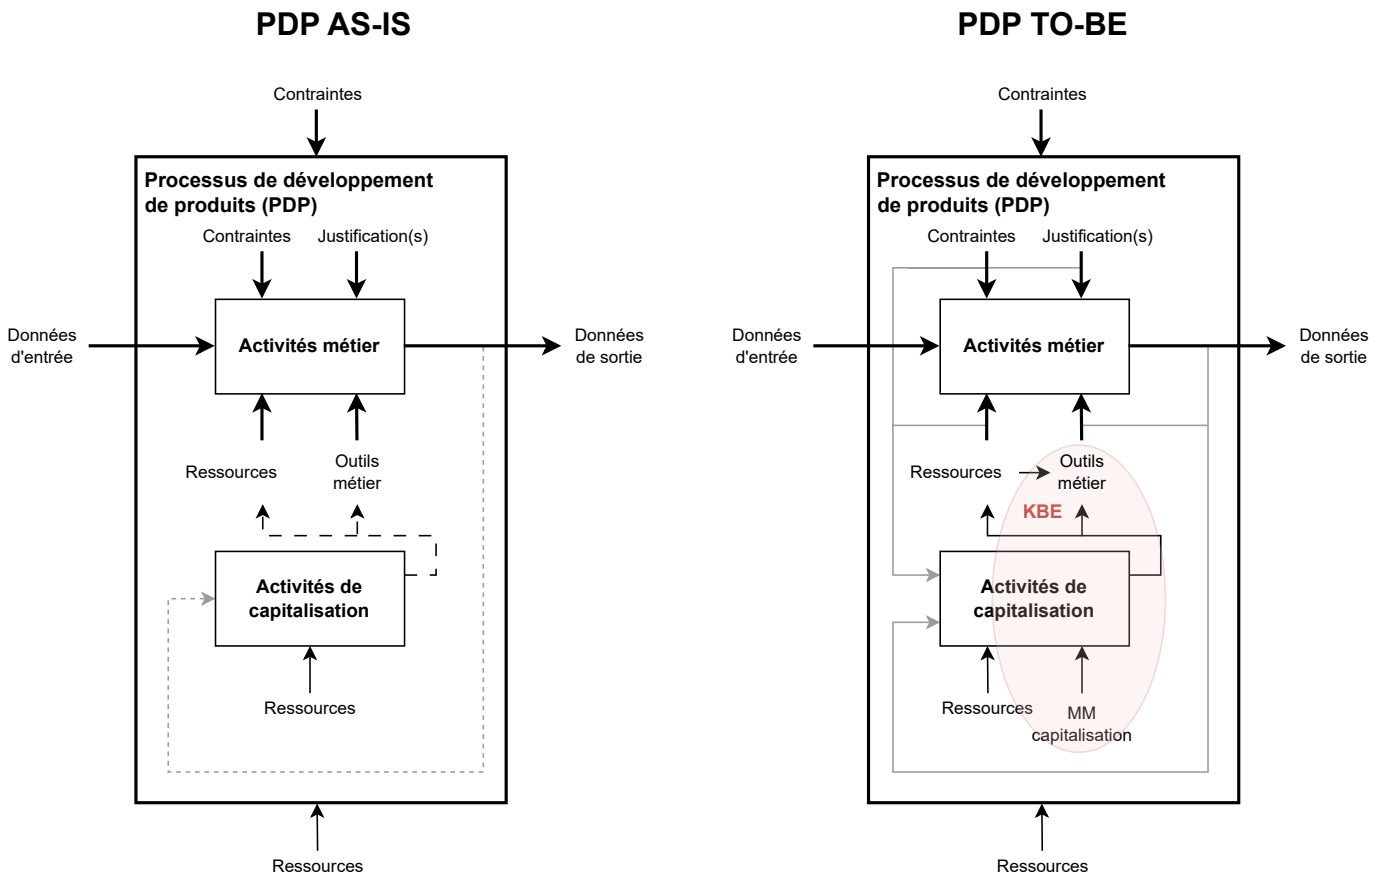 PDP AS-IS
Contraintes
Processus de développement
de produits (PDP)
Contraintes
Justification(s)
Données
d'entrée
Activités métier
Données
de sortie
Ressources
Outils
métier
Activités de
capitalisation
Ressources
Ressources
PDP TO-BE
Contraintes
Processus de développement
de produits (PDP)
Contraintes
Justification(s)
Données
d'entrée
Activités métier
Données
de sortie
Ressources
Outils
métier
KBE
Activités de
capitalisation
Ressources
MM
capitalisation
Ressources